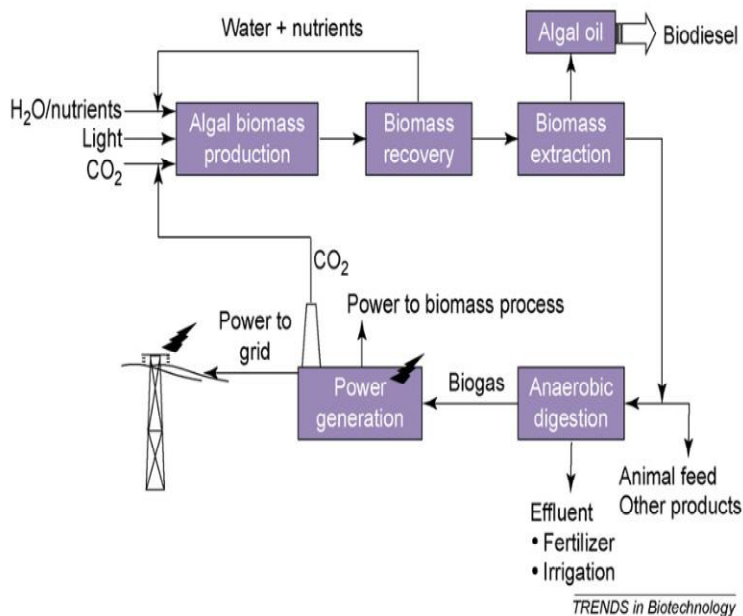 Water + nutrients
Algal oil
Biodiesel
H₂O/nutrients
Light
CO₂
Algal biomass
production
Biomass
recovery
Biomass
extraction
CO₂
Power to
grid
Power to biomass process
Power
generation
Biogas
Anaerobic
digestion
Animal feed
Other products
Effluent
• Fertilizer
• Irrigation
TRENDS in Biotechnology